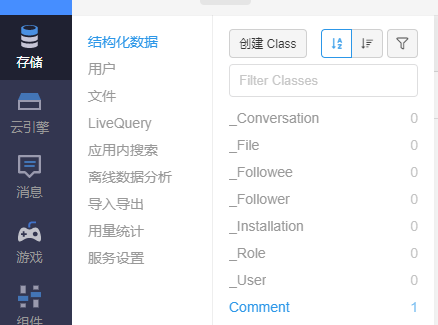 存储
云引擎
消息
游戏
组件
结构化数据
用户
文件
LiveQuery
应用内搜索
离线数据分析
导入导出
用量统计
服务设置
创建 Class
Filter Classes
_Conversation 0
_File 0
_Followee 0
_Follower 0
_Installation 0
_Role 0
_User 0
Comment 1